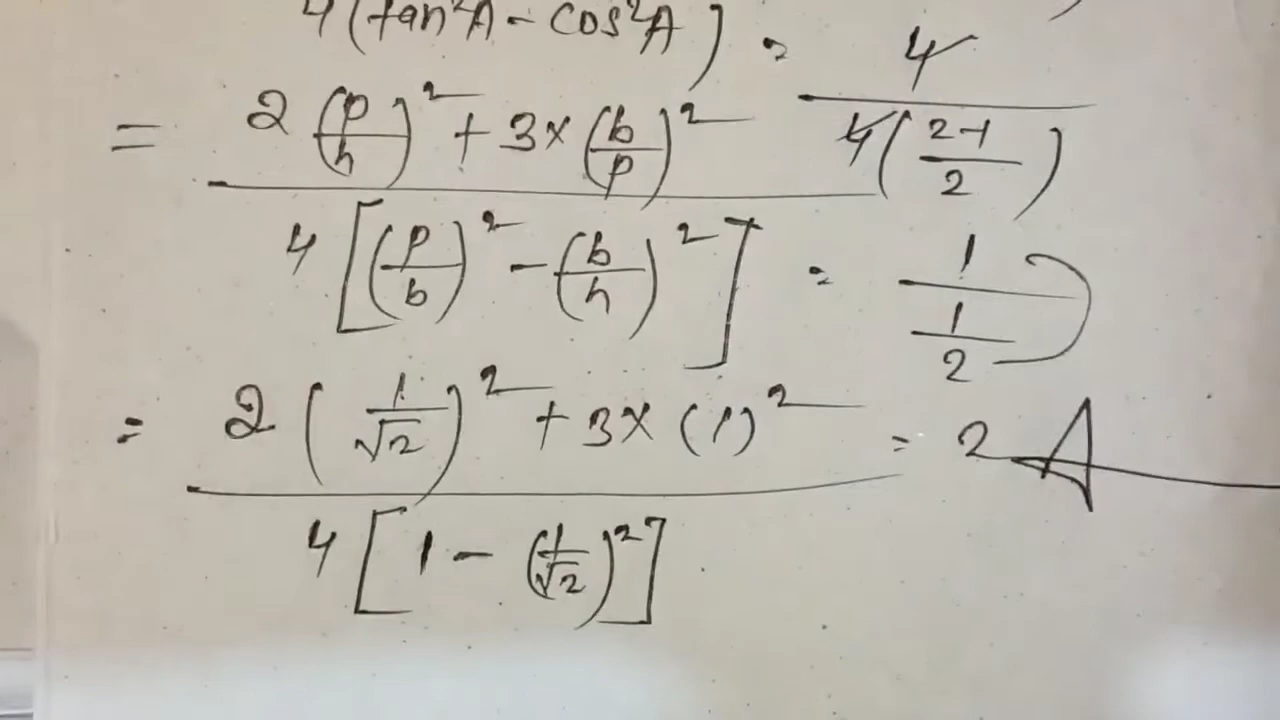 4(tan²A - cos²A)
= 2(p/h)² + 3×(b/p)² / 4[(p/b)² - (b/h)²]
= 2(1/√2)² + 3×(1)² / 4[1 - (1/√2)²]
= 4 / 4(2-1/2)
= 1 / 1/2
= 2 A